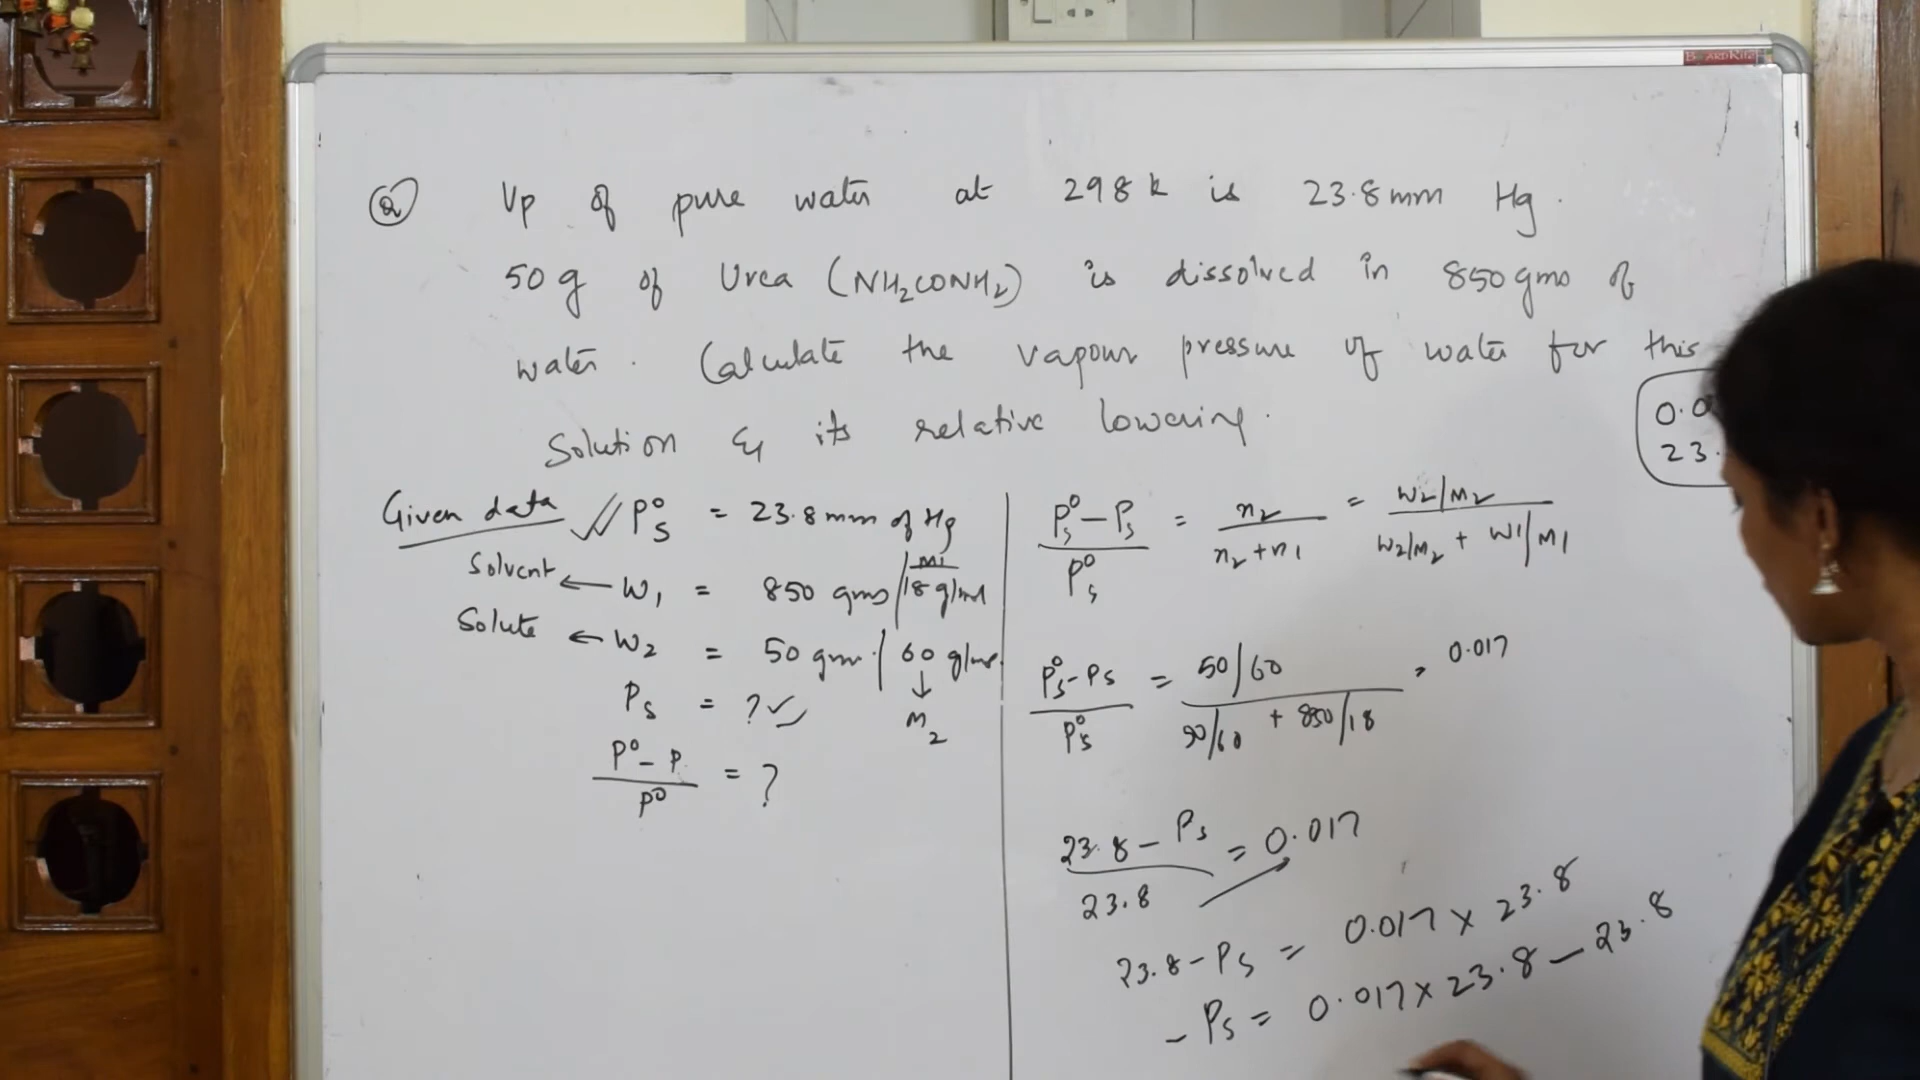 BOARDKING
Q Vp of pure water at 298 k is 23.8 mm Hg.
50 g of Urea (NH₂CONH₂) is dissolved in 850 gms of
water. Calculate the vapour pressure of water for this
Solution & its relative lowering.
0.0
23.
Given data P°s = 23.8 mm of Hg
Solvent ← W₁ = 850 gms / 18 g/mol
M1
Solute ← W₂ = 50 gm / 60 g/mol
↓
M₂
Ps = ?
P° - P / P° = ?
P°s - Ps / P°s = n₂ / n₂ + n₁ = W₂/M₂ / W₂/M₂ + W1/M1
P°s - Ps / P°s = 50/60 / 50/60 + 850/18 = 0.017
23.8 - Ps / 23.8 = 0.017
23.8 - Ps = 0.017 x 23.8
- Ps = 0.017 x 23.8 - 23.8